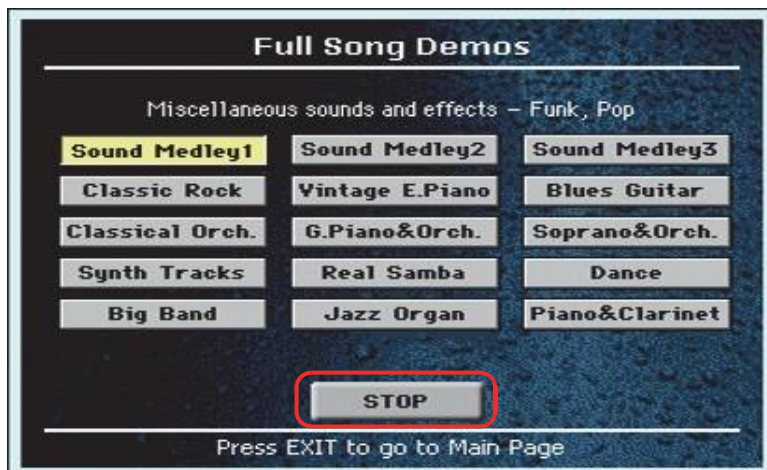 Full Song Demos
Miscellaneous sounds and effects – Funk, Pop
Sound Medley1 Sound Medley2 Sound Medley3
Classic Rock Vintage E.Piano Blues Guitar
Classical Orch. G.Piano&Orch. Soprano&Orch.
Synth Tracks Real Samba Dance
Big Band Jazz Organ Piano&Clarinet
STOP
Press EXIT to go to Main Page